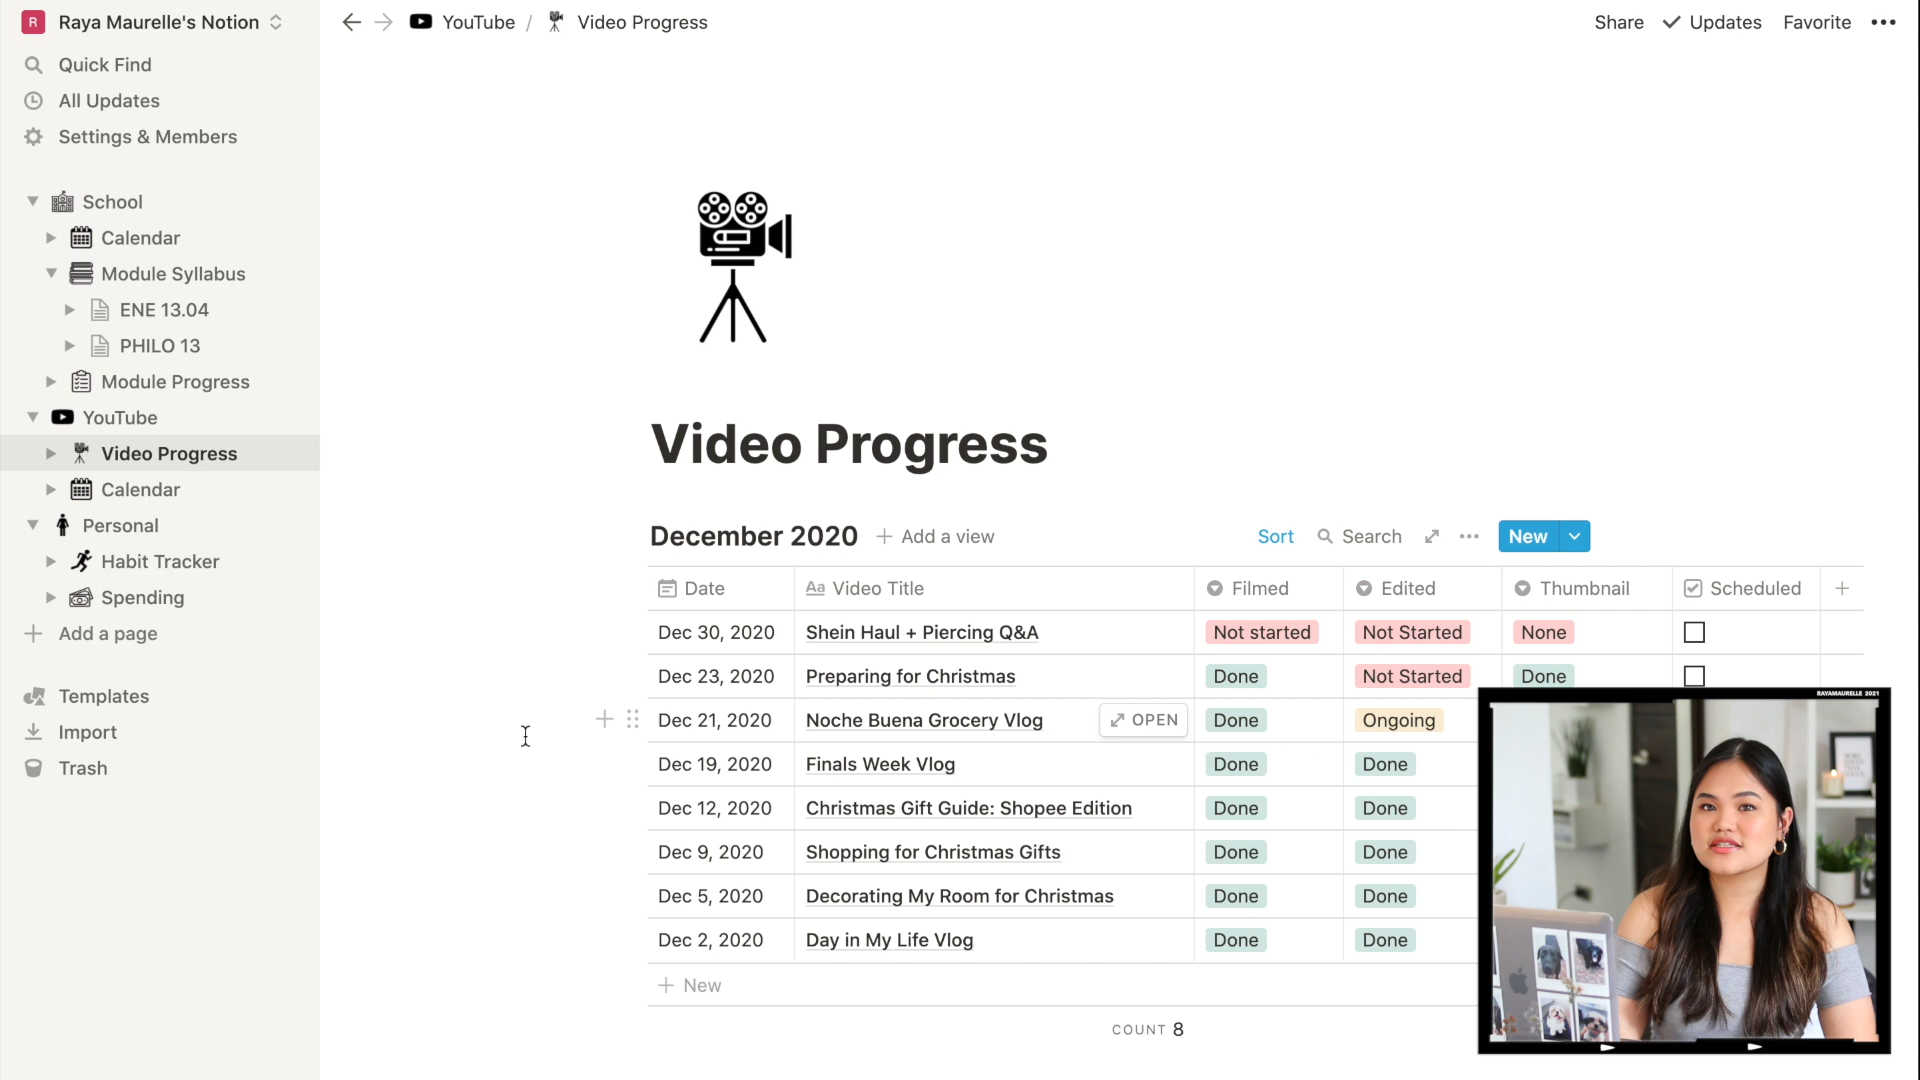 R Raya Maurelle's Notion
YouTube / Video Progress
Share Updates Favorite
Quick Find
All Updates
Settings & Members
School
Calendar
Module Syllabus
ENE 13.04
PHILO 13
Module Progress
YouTube
Video Progress
Calendar
Personal
Habit Tracker
Spending
Add a page
Templates
Import
Trash
Video Progress
December 2020 Add a view Sort Search New
Date Aa Video Title Filmed Edited Thumbnail Scheduled
Dec 30, 2020 Shein Haul + Piercing Q&A Not started Not Started None
Dec 23, 2020 Preparing for Christmas Done Not Started Done
Dec 21, 2020 Noche Buena Grocery Vlog OPEN Done Ongoing
Dec 19, 2020 Finals Week Vlog Done Done
Dec 12, 2020 Christmas Gift Guide: Shopee Edition Done Done
Dec 9, 2020 Shopping for Christmas Gifts Done Done
Dec 5, 2020 Decorating My Room for Christmas Done Done
Dec 2, 2020 Day in My Life Vlog Done Done
New
COUNT 8
RAYAMAURELLE 2021